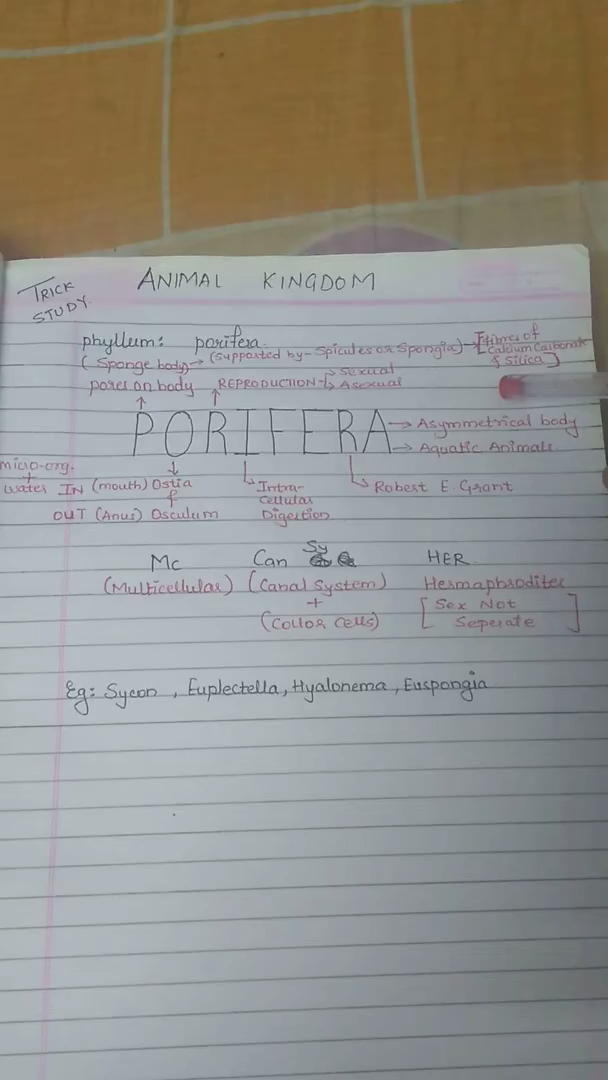 TRICK STUDY
ANIMAL KINGDOM
phyllum: porifera
(Sponge body)→ (Supported by- Spicules or Spongia)→ [fibres of Calcium Carbonate & Silica]
pores on body
REPRODUCTION → Sexual
→ Asexual
PORIFERA → Asymmetrical body
→ Aquatic Animals
micro-org. + water IN (mouth) Ostia
OUT (Anus) Osculum
Intra-
Cellular
Digestion
Robert E. Grant
Mc Can Sy HER
(Multicellular) (Canal System) Hermaphrodites
+ [Sex Not
(Collor Cells) Seperate]
Eg: Sycon, Euplectella, Hyalonema, Euspongia